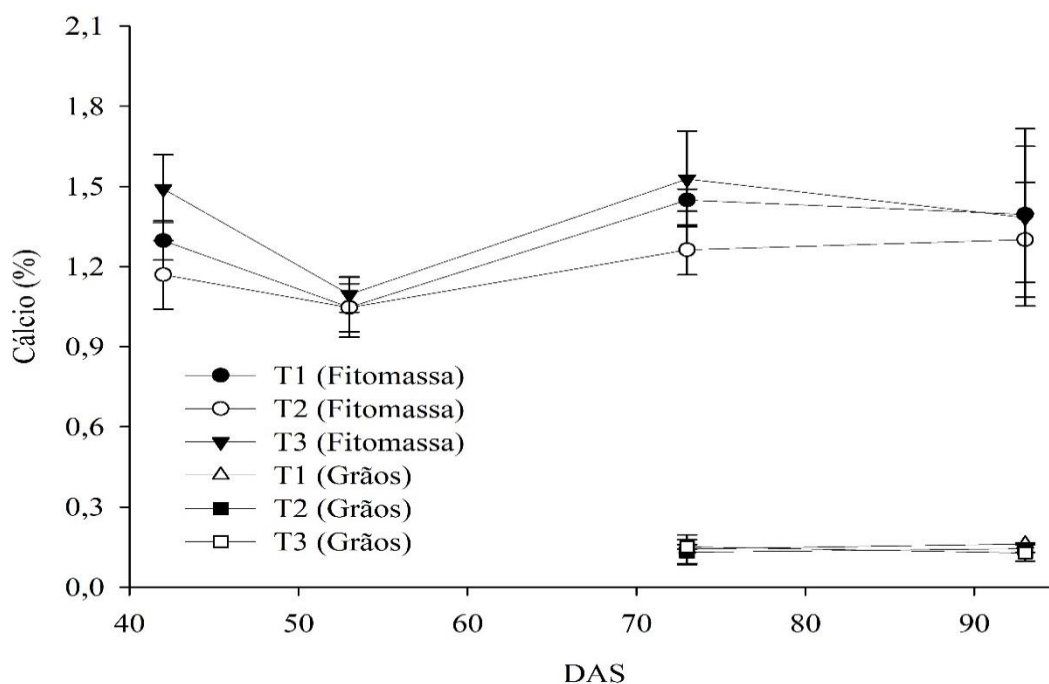 2,1
1,8
1,5
1,2
0,9
0,6
0,3
0,0
Cálcio (%)
T1 (Fitomassa)
T2 (Fitomassa)
T3 (Fitomassa)
T1 (Grãos)
T2 (Grãos)
T3 (Grãos)
40 50 60 70 80 90
DAS